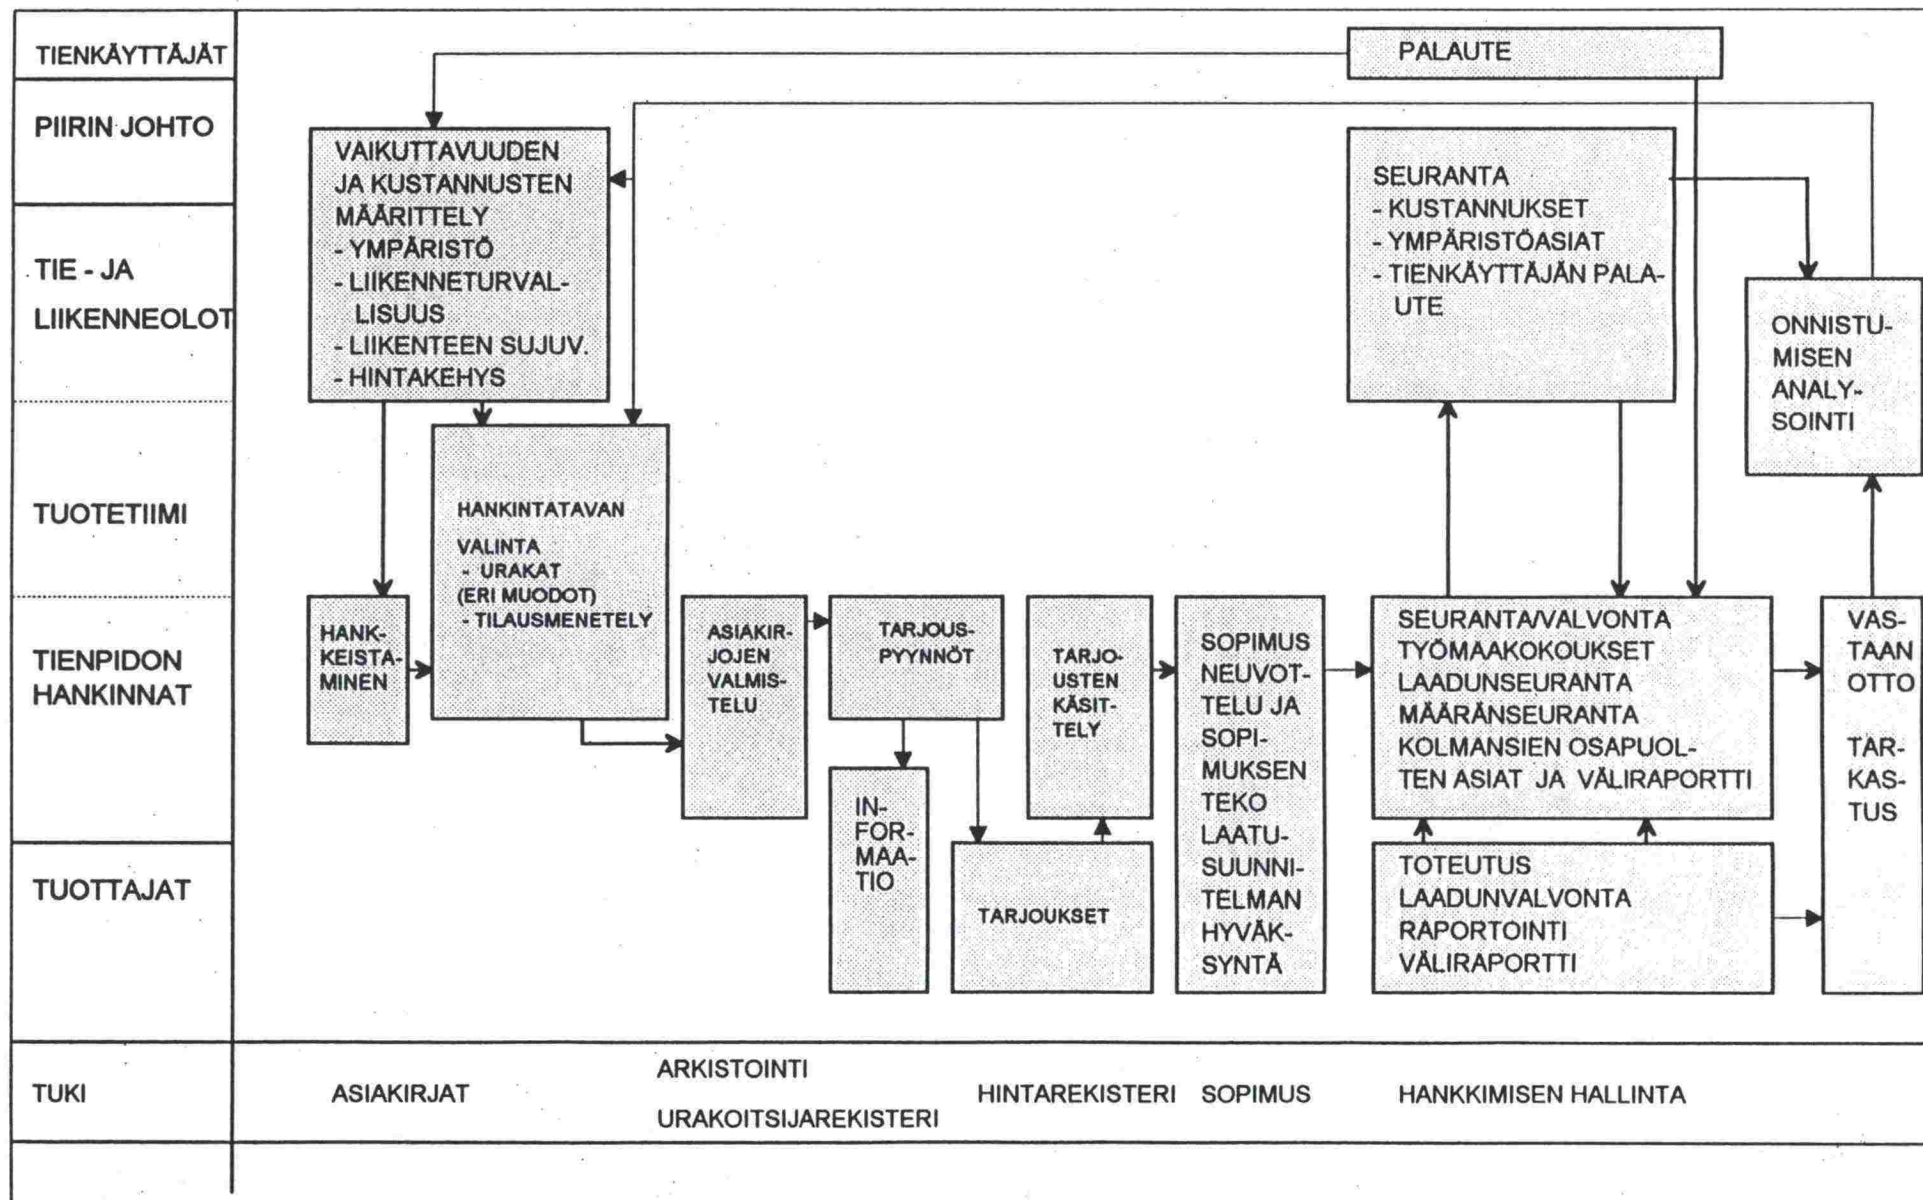 TIENKÄYTTÄJÄT
PALAUTE
PIIRIN JOHTO
VAIKUTTAVUUDEN
JA KUSTANNUSTEN
MÄÄRITTELY
- YMPÄRISTÖ
- LIIKENNETURVAL-
LISUUS
- LIIKENTEEN SUJUV.
- HINTAKEHYS
SEURANTA
- KUSTANNUKSET
- YMPÄRISTÖASIAT
- TIENKÄYTTÄJÄN PALA-
UTE
TIE - JA
LIIKENNEOLOT
ONNISTU-
MISEN
ANALY-
SOINTI
TUOTETIIMI
HANKINTATAVAN
VALINTA
- URAKAT
(ERI MUODOT)
- TILAUSMENETELY
TIENPIDON
HANKINNAT
HANK-
KEISTA-
MINEN
ASIAKIR-
JOJEN
VALMIS-
TELU
TARJOUS-
PYYNNÖT
TARJO-
USTEN
KÄSIT-
TELY
SOPIMUS
NEUVOT-
TELU JA
SOPI-
MUKSEN
TEKO
LAATU-
SUUNNI-
TELMAN
HYVÄK-
SYNTÄ
SEURANTA/VALVONTA
TYÖMAAKOKOUKSET
LAADUNSEURANTA
MÄÄRÄNSEURANTA
KOLMANSIEN OSAPUOL-
TEN ASIAT JA VÄLIRAPORTTI
VAS-
TAAN
OTTO
TAR-
KAS-
TUS
IN-
FOR-
MAA-
TIO
TUOTTAJAT
TARJOUKSET
TOTEUTUS
LAADUNVALVONTA
RAPORTOINTI
VÄLIRAPORTTI
TUKI
ASIAKIRJAT
ARKISTOINTI
URAKOITSIJAREKISTERI
HINTAREKISTERI
SOPIMUS
HANKKIMISEN HALLINTA